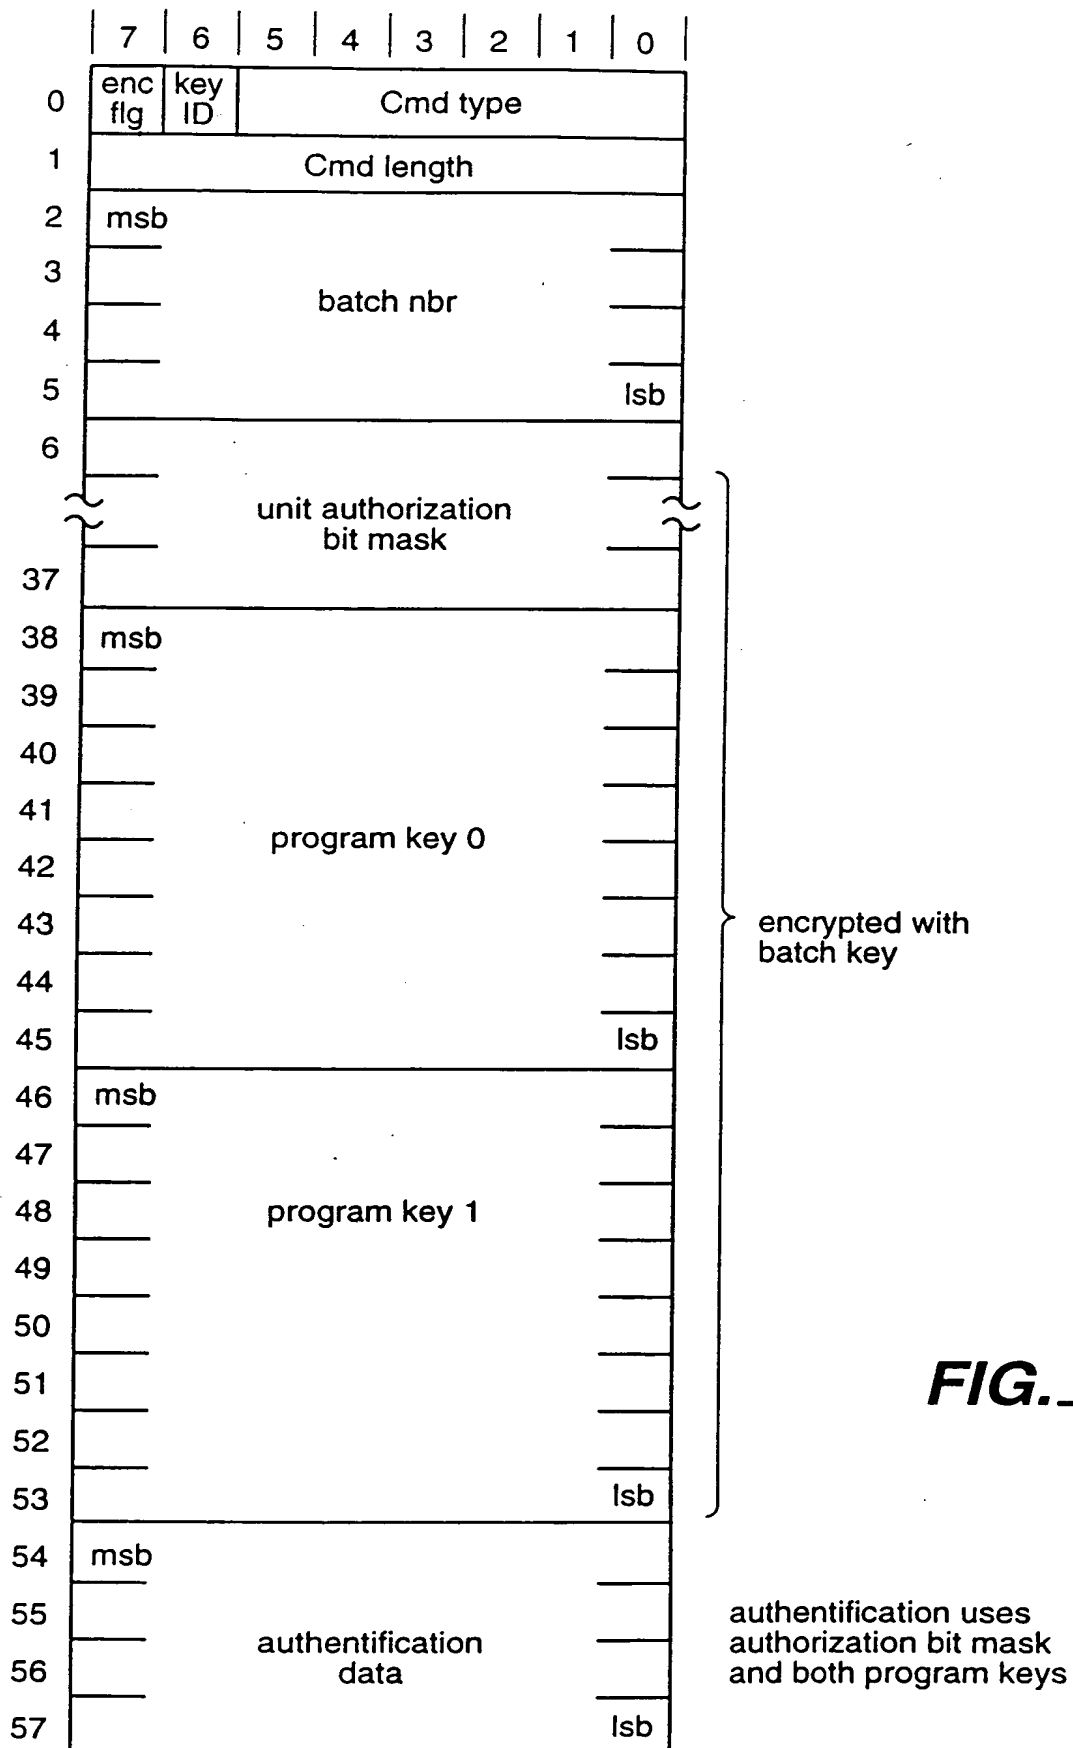 7 6 5 4 3 2 1 0
0 enc flg key ID Cmd type
1 Cmd length
2 msb
3
batch nbr
4
5 lsb
6
unit authorization
bit mask
37
38 msb
39
40
41
program key 0
42
43
encrypted with
batch key
44
45 lsb
46 msb
47
48 program key 1
49
50
51
FIG._
52
53 lsb
54 msb
55
authentification
data
56
57 lsb
authentification uses
authorization bit mask
and both program keys